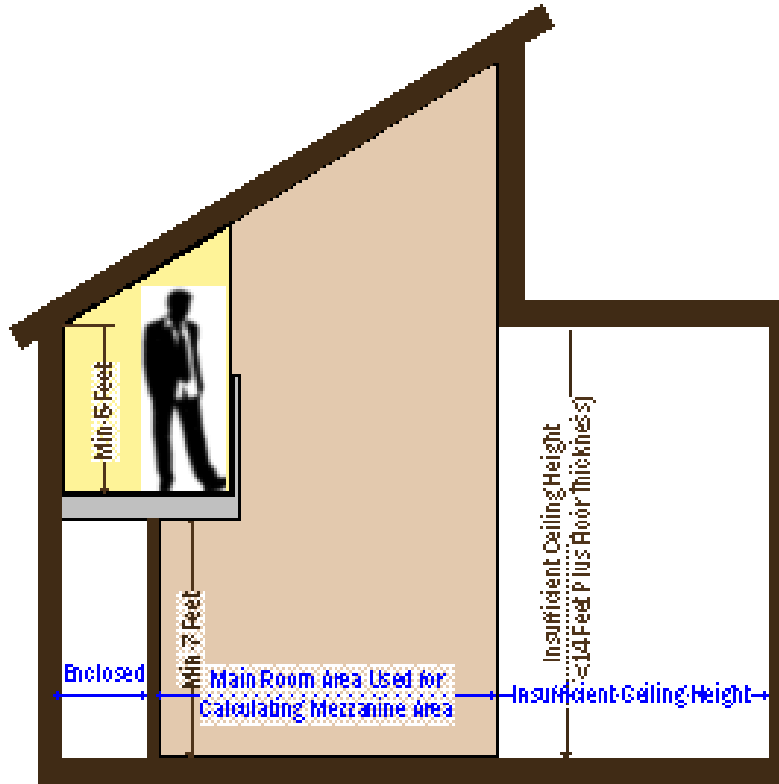 Min 5 Feet
Min 7 Feet
Insufficient Ceiling Height
<14 Feet Plus Floor Thickness)
Enclosed
Main Room Area Used for
Calculating Mezzanine Area
Insufficient Ceiling Height